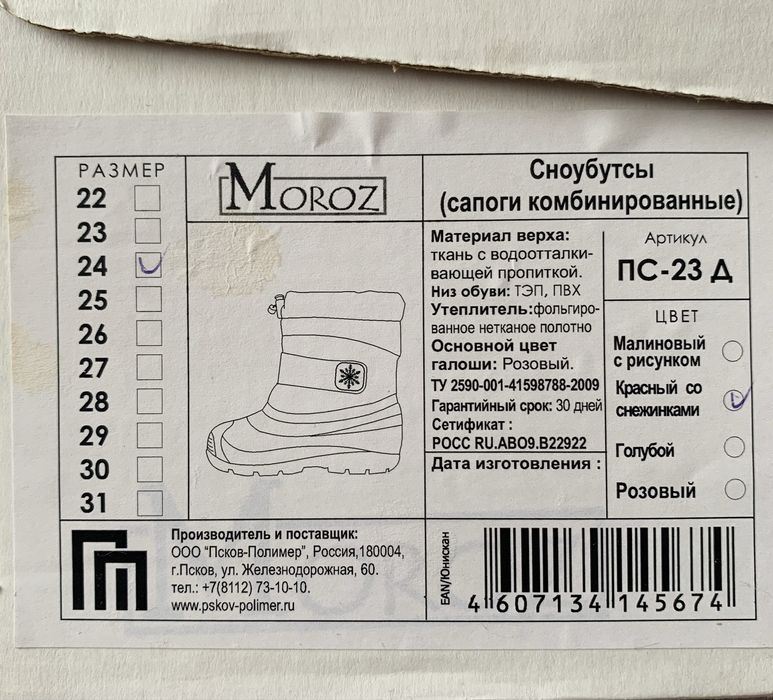 РАЗМЕР
22
23
24
25
26
27
28
29
30
31
MOROZ
Сноубутсы
(сапоги комбинированные)
Материал верха:
ткань с водоотталки-
вающей пропиткой.
Низ обуви: ТЭП, ПВХ
Утеплитель:фольгиро-
ванное нетканое полотно
Основной цвет
галоши: Розовый.
ТУ 2590-001-41598788-2009
Гарантийный срок: 30 дней
Сетификат :
РОСС RU.АВО9.В22922
Дата изготовления :
Артикул
ПС-23 Д
ЦВЕТ
Малиновый
с рисунком
Красный со
снежинками
Голубой
Розовый
Производитель и поставщик:
ООО "Псков-Полимер", Россия,180004,
г.Псков, ул. Железнодорожная, 60.
тел.: +7(8112) 73-10-10.
www.pskov-polimer.ru
EAN/Юнискан
4 607134 145674
MOROZ